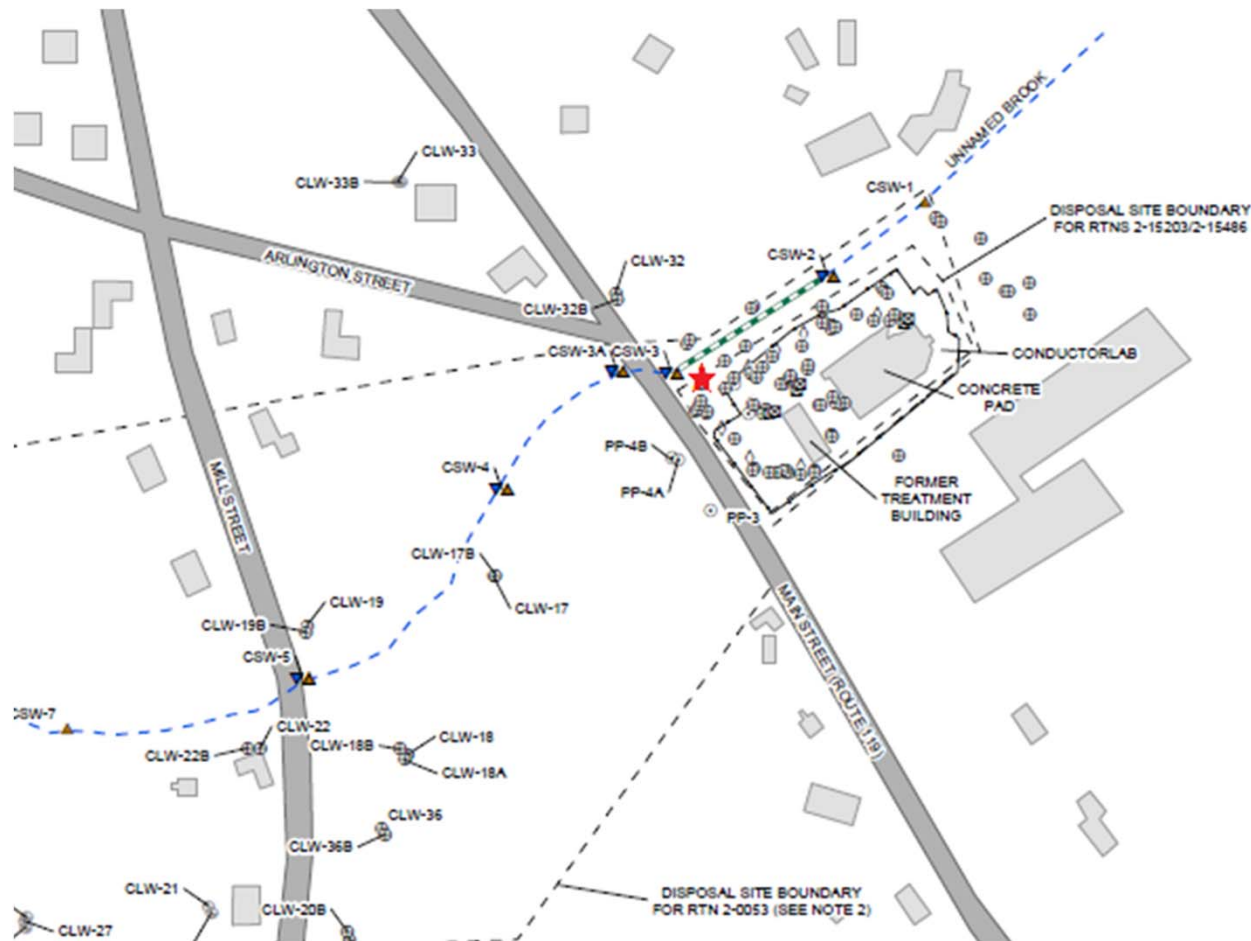 CLW-33
CLW-33B
UNNAMED BROOK
CSW-1
DISPOSAL SITE BOUNDARY
FOR RTNS 2-15203/2-15486
ARLINGTON STREET
CLW-32
CSW-2
CLW-32B
CSW-3A
CSW-3
CONDUCTORLAB
CONCRETE
PAD
PP-4B
PP-4A
CSW-4
FORMER
TREATMENT
BUILDING
PP-3
MILL STREET
CLW-17B
CLW-17
CLW-19
CLW-19B
CSW-5
MAIN STREET (ROUTE 119)
CSW-7
CLW-22
CLW-22B
CLW-18B
CLW-18
CLW-18A
CLW-36
CLW-36B
CLW-21
CLW-20B
CLW-27
DISPOSAL SITE BOUNDARY
FOR RTN 2-0053 (SEE NOTE 2)